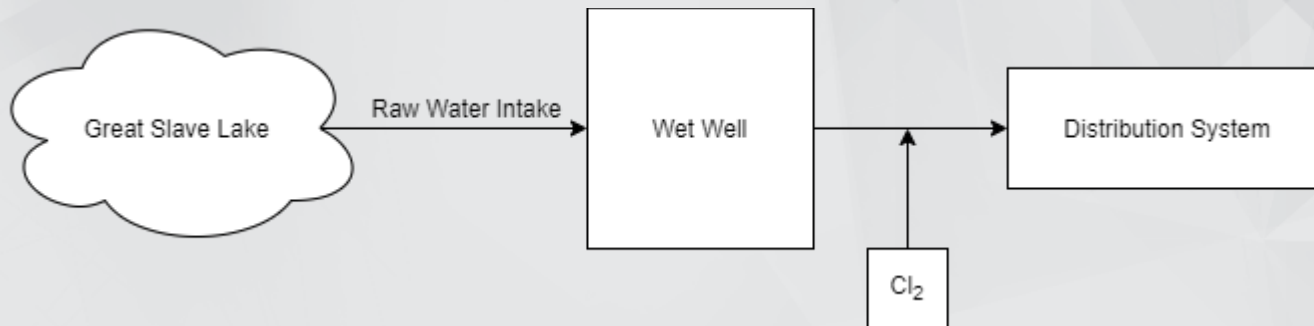 Great Slave Lake
Raw Water Intake
Wet Well
Distribution System
Cl₂